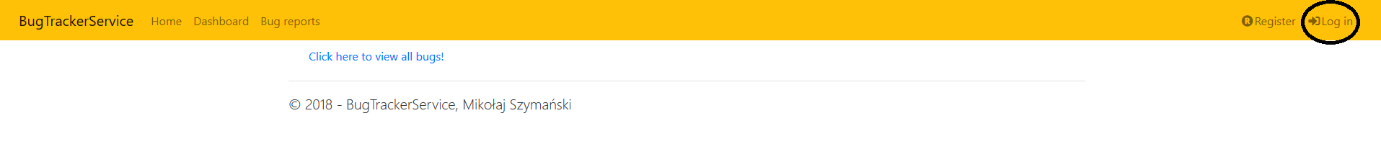 BugTrackerService Home Dashboard Bug reports Register Log in
Click here to view all bugs!
© 2018 - BugTrackerService, Mikołaj Szymański